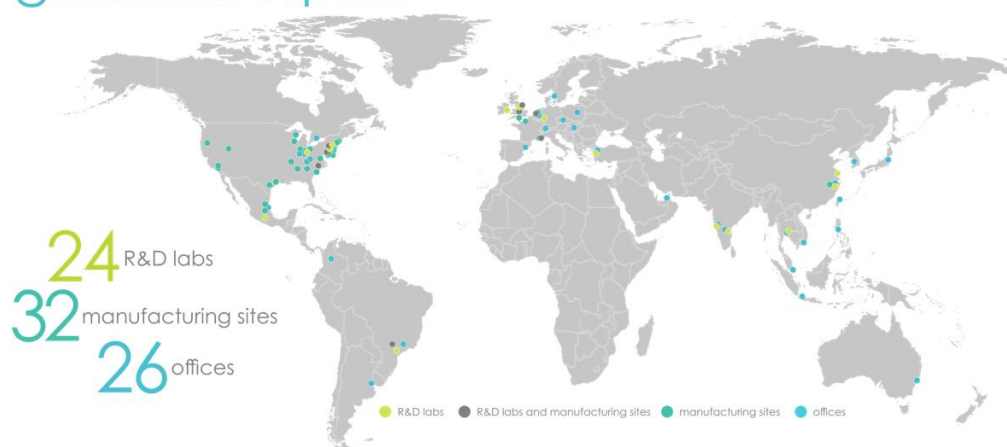 24 R&D labs
32 manufacturing sites
26 offices
R&D labs R&D labs and manufacturing sites manufacturing sites offices